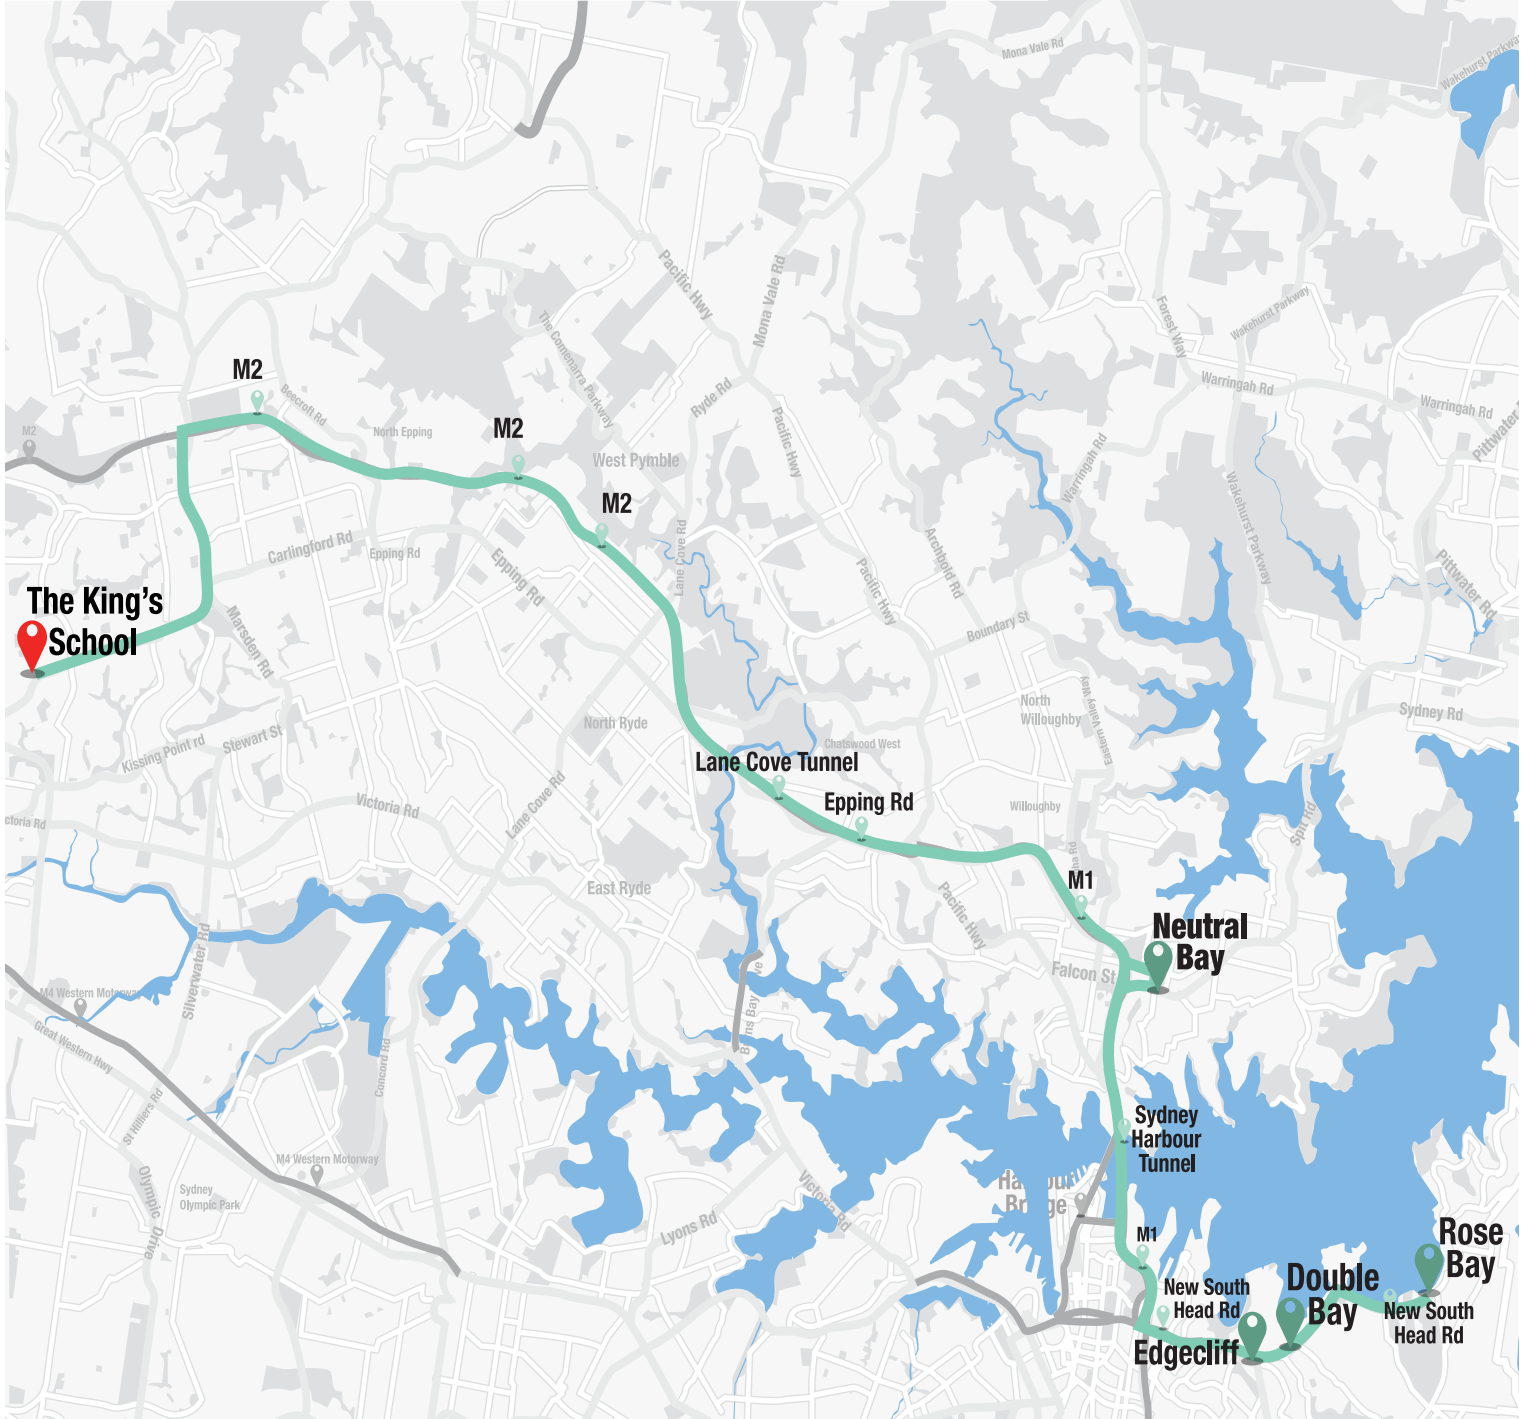 Mona Vale Rd
Wakehurst Parkway
Pacific Hwy
Mona Vale Rd
The Comenarra Parkway
Forest Way
Wakehurst Parkway
M2
Beecroft Rd
Ryde Rd
Warringah Rd
Warringah Rd
M2
North Epping
M2
Pacific Hwy
West Pymble
Warringah Rd
Pittwater
M2
Wakehurst Parkway
Carlingford Rd
Epping Rd
Epping Rd
Lane Cove Rd
Archbold Rd
Pacific Hwy
Pittwater Rd
The King's
School
Marsden Rd
Boundary St
North
Willoughby
Eastern Valley Way
Sydney Rd
North Ryde
Kissing Point rd
Stewart St
Chatswood West
Lane Cove Tunnel
Victoria Rd
Lane Cove Rd
Epping Rd
Willoughby
Spit Rd
ctoria Rd
East Ryde
M1
Pacific Hwy
Neutral
Bay
Silverwater Rd
Falcon St
M4 Western Motorway
Great Western Hwy
Concord Rd
St Hilliers Rd
Sydney
Harbour
Tunnel
M4 Western Motorway
Olympic Drive
Sydney
Olympic Park
Victoria Rd
Lyons Rd
Harbour
Bridge
M1
Rose
Bay
New South
Head Rd
Double
Bay
New South
Head Rd
Edgecliff